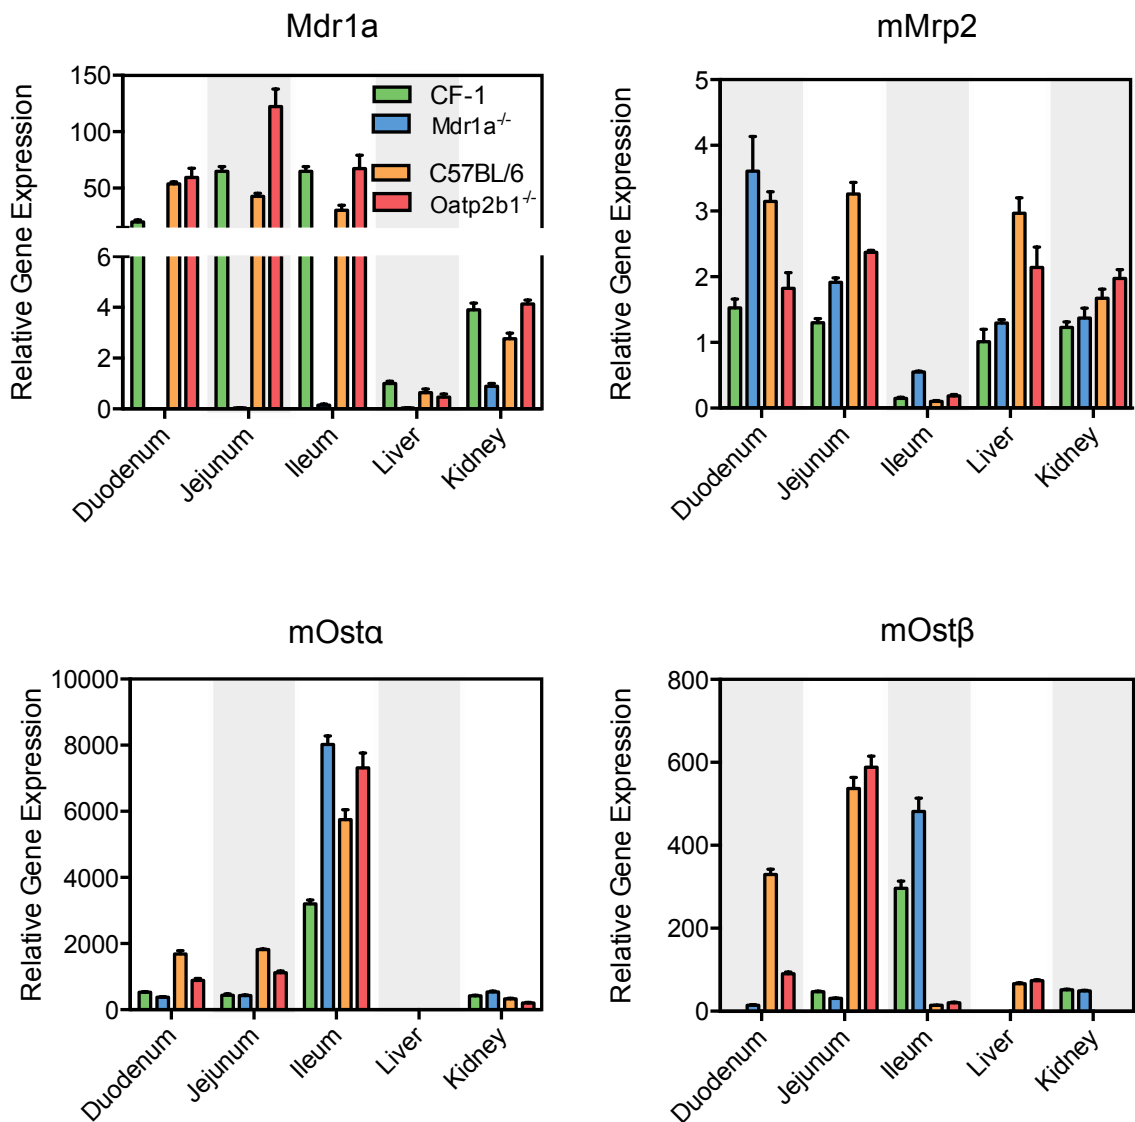 Mdr1a
Relative Gene Expression
150
100
50
6
4
2
0
CF-1
Mdr1a-/-
C57BL/6
Oatp2b1-/-
Duodenum
Jejunum
Ileum
Liver
Kidney
mMrp2
Relative Gene Expression
5
4
3
2
1
0
Duodenum
Jejunum
Ileum
Liver
Kidney
mOstα
Relative Gene Expression
10000
8000
6000
4000
2000
0
Duodenum
Jejunum
Ileum
Liver
Kidney
mOstβ
Relative Gene Expression
800
600
400
200
0
Duodenum
Jejunum
Ileum
Liver
Kidney